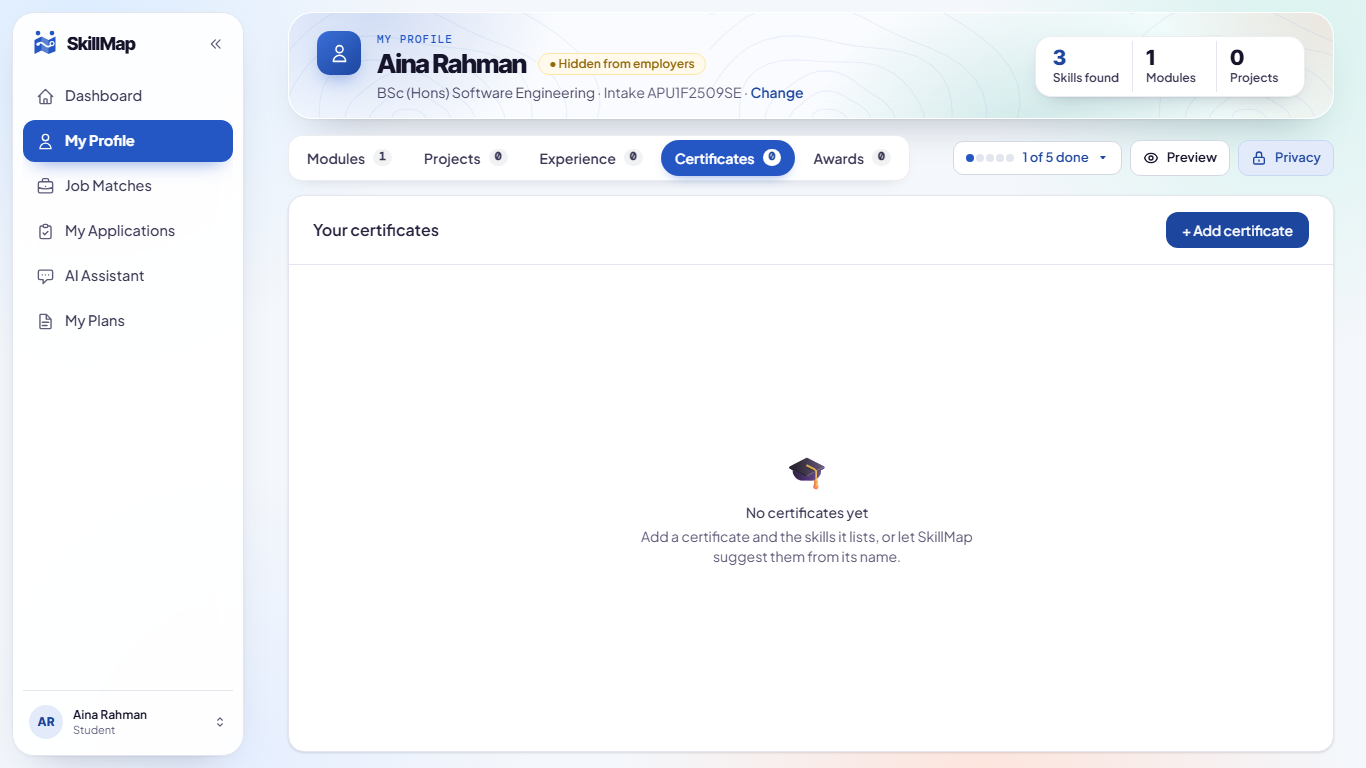 SkillMap
Dashboard
My Profile
Job Matches
My Applications
AI Assistant
My Plans
AR
Aina Rahman
Student
MY PROFILE
Aina Rahman
Hidden from employers
BSc (Hons) Software Engineering · Intake APU1F2509SE · Change
3
Skills found
1
Modules
0
Projects
Modules 1
Projects 0
Experience 0
Certificates 0
Awards 0
1 of 5 done
Preview
Privacy
Your certificates
+ Add certificate
No certificates yet
Add a certificate and the skills it lists, or let SkillMap
suggest them from its name.